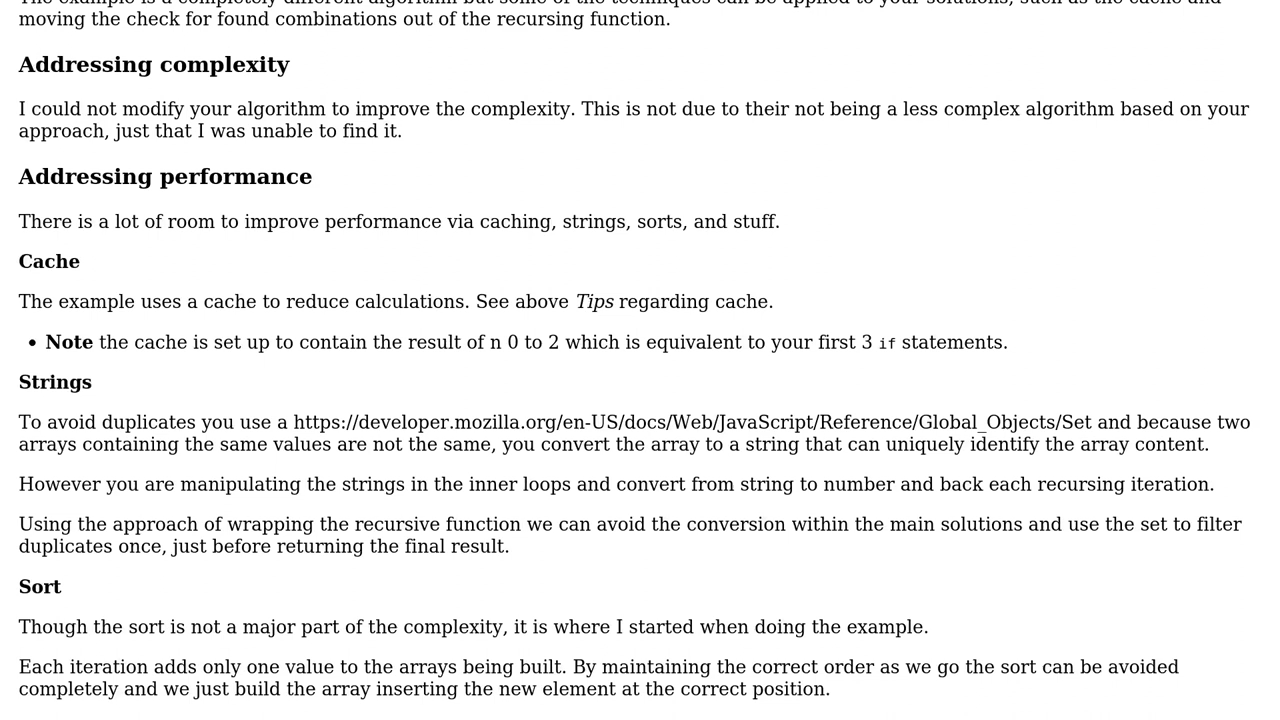 moving the check for found combinations out of the recursing function.
Addressing complexity
I could not modify your algorithm to improve the complexity. This is not due to their not being a less complex algorithm based on your
approach, just that I was unable to find it.
Addressing performance
There is a lot of room to improve performance via caching, strings, sorts, and stuff.
Cache
The example uses a cache to reduce calculations. See above Tips regarding cache.
• Note the cache is set up to contain the result of n 0 to 2 which is equivalent to your first 3 if statements.
Strings
To avoid duplicates you use a https://developer.mozilla.org/en-US/docs/Web/JavaScript/Reference/Global_Objects/Set and because two
arrays containing the same values are not the same, you convert the array to a string that can uniquely identify the array content.
However you are manipulating the strings in the inner loops and convert from string to number and back each recursing iteration.
Using the approach of wrapping the recursive function we can avoid the conversion within the main solutions and use the set to filter
duplicates once, just before returning the final result.
Sort
Though the sort is not a major part of the complexity, it is where I started when doing the example.
Each iteration adds only one value to the arrays being built. By maintaining the correct order as we go the sort can be avoided
completely and we just build the array inserting the new element at the correct position.